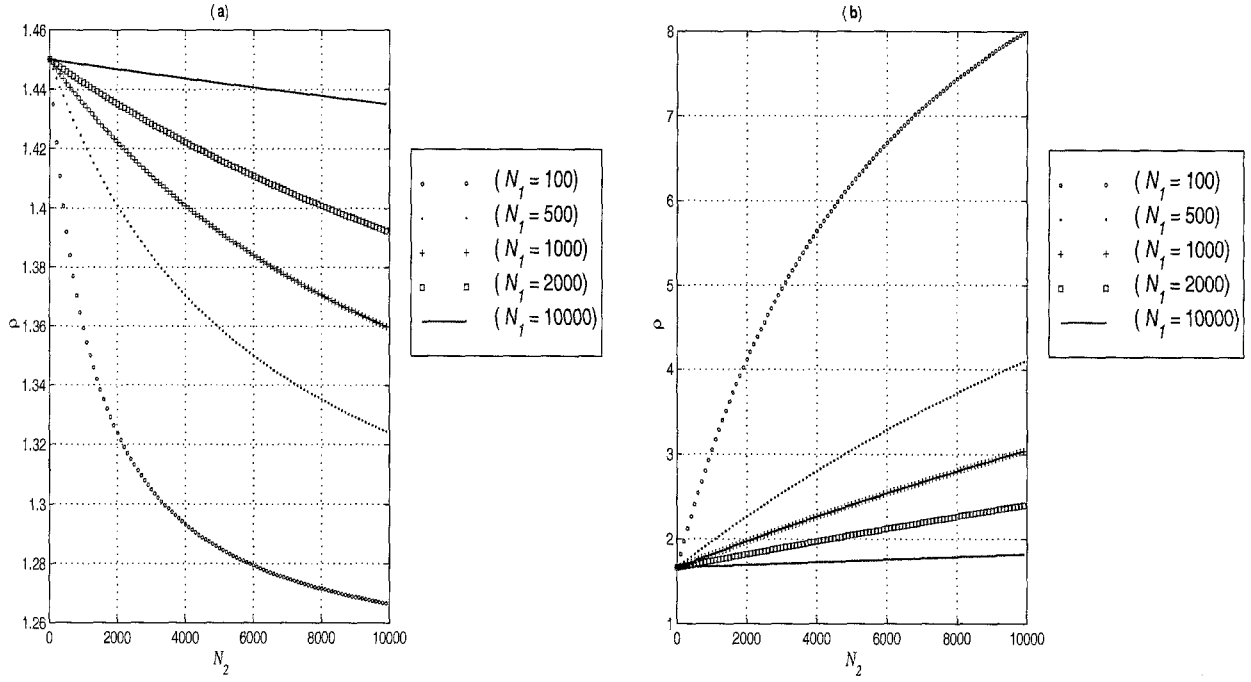 (a)
1.46
1.44
1.42
1.4
1.38
1.36
1.34
1.32
1.3
1.28
1.26
ρ
0 2000 4000 6000 8000 10000
N2
(N1=100)
(N1=500)
(N1=1000)
(N1=2000)
(N1=10000)
(b)
8
7
6
5
4
3
2
1
ρ
0 2000 4000 6000 8000 10000
N2
(N1=100)
(N1=500)
(N1=1000)
(N1=2000)
(N1=10000)